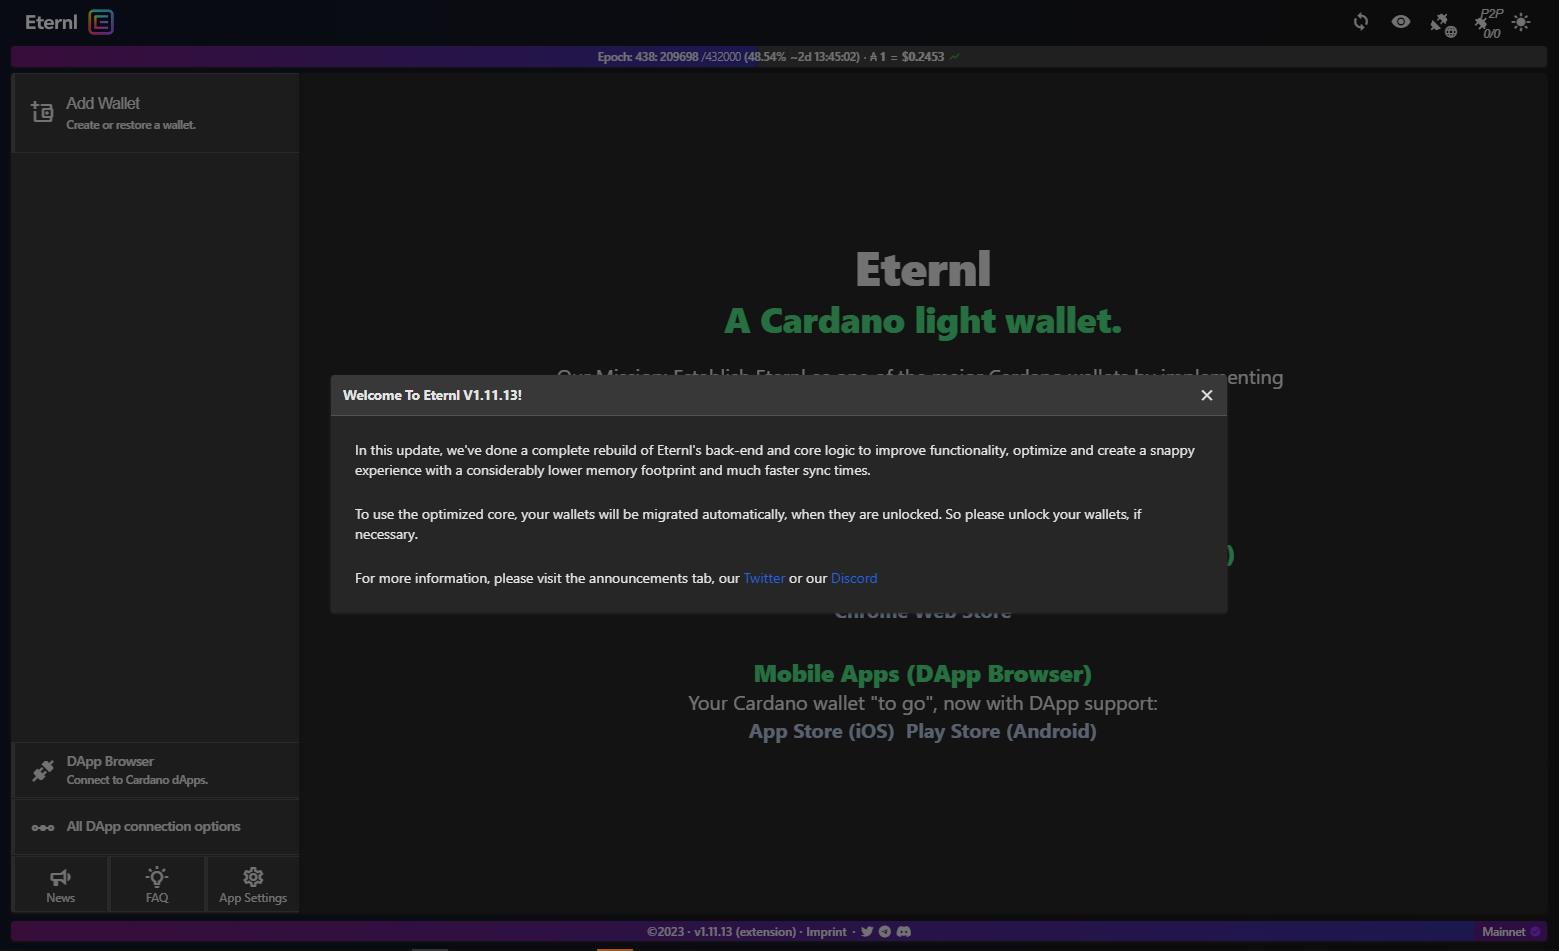 Eternl
P2P
0/0
Epoch: 438: 209698 /432000 (48.54% ~2d 13:45:02) · ₳ 1 = $0.2453
Add Wallet
Create or restore a wallet.
Eternl
A Cardano light wallet.
Our Mission: Establish Eternl as one of the major Cardano wallets by implementing
Welcome To Eternl V1.11.13!
In this update, we've done a complete rebuild of Eternl's back-end and core logic to improve functionality, optimize and create a snappy
experience with a considerably lower memory footprint and much faster sync times.
To use the optimized core, your wallets will be migrated automatically, when they are unlocked. So please unlock your wallets, if
necessary.
For more information, please visit the announcements tab, our Twitter or our Discord
)
Chrome Web Store
Mobile Apps (DApp Browser)
Your Cardano wallet "to go", now with DApp support:
App Store (iOS) Play Store (Android)
DApp Browser
Connect to Cardano dApps.
All DApp connection options
News
FAQ
App Settings
©2023 · v1.11.13 (extension) · Imprint ·
Mainnet